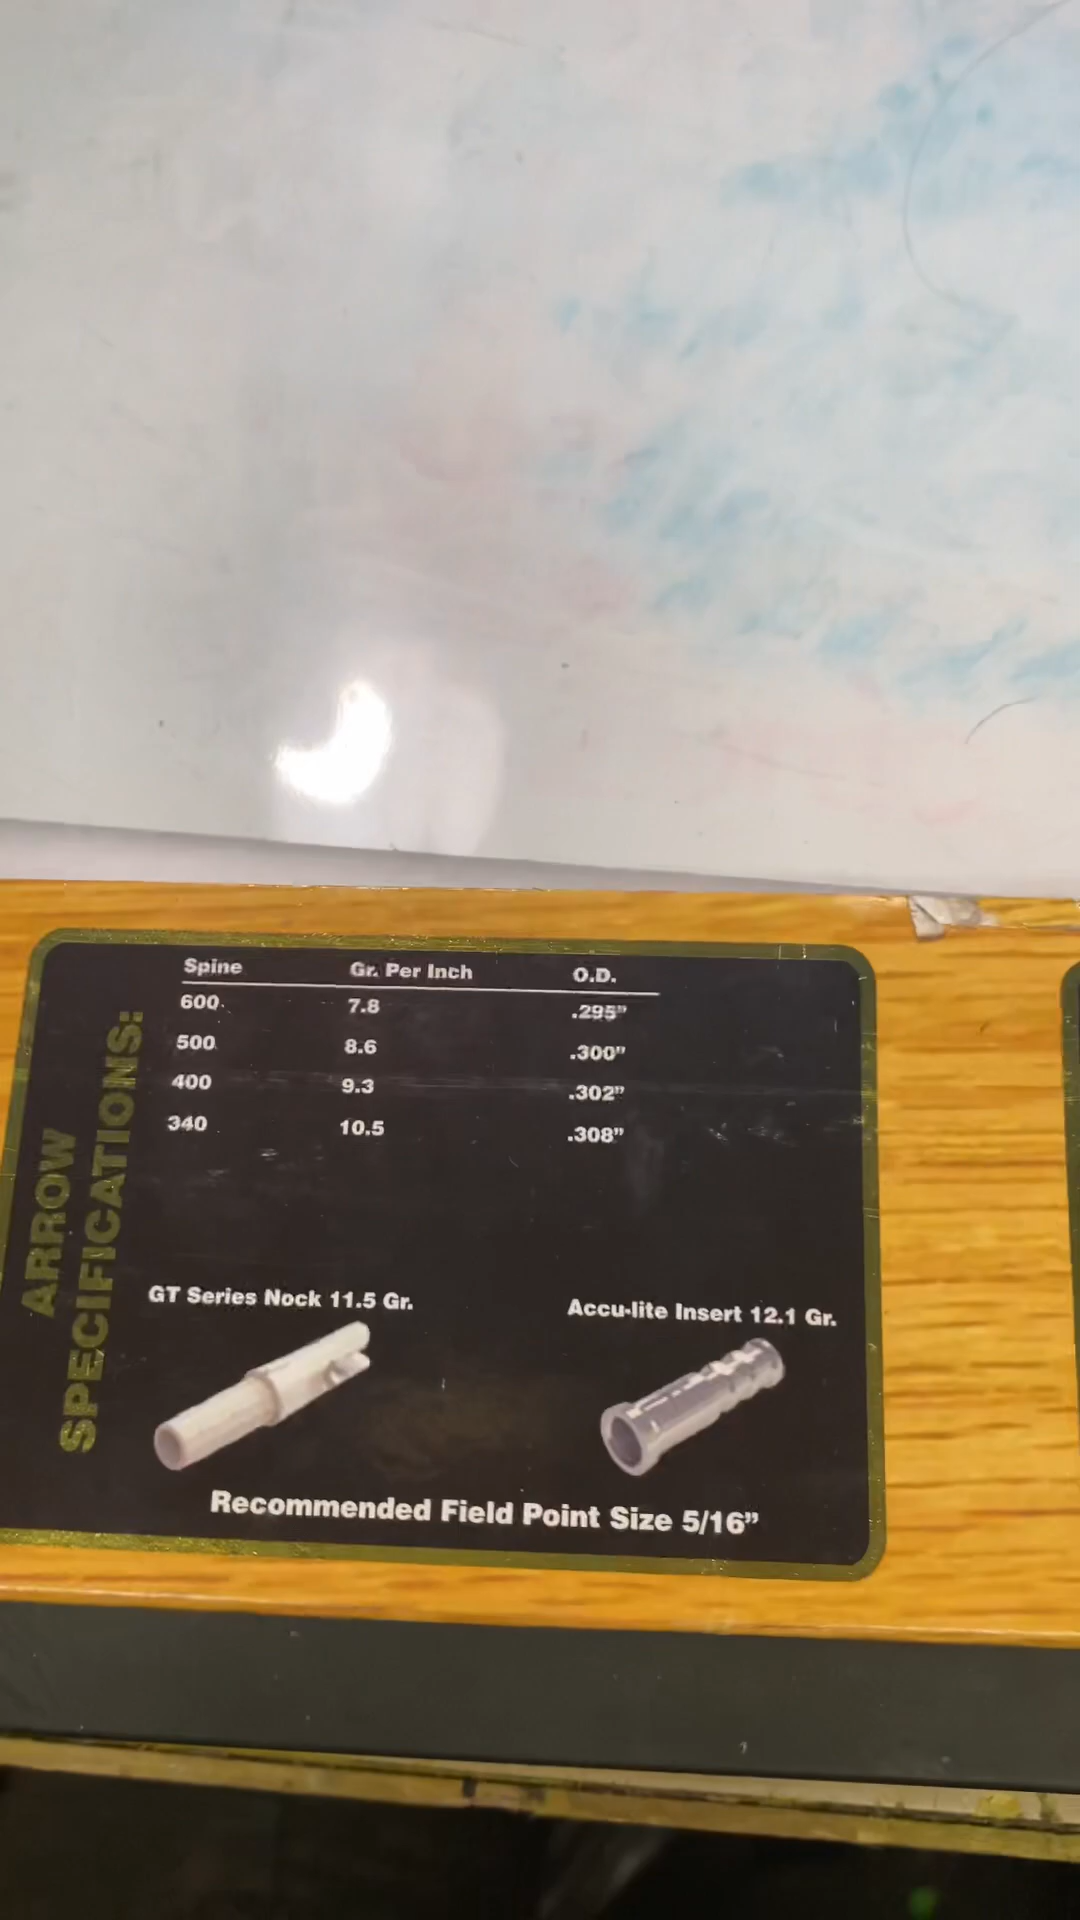 ARROW
SPECIFICATIONS:
Spine Gr. Per Inch O.D.
600 7.8 .295”
500 8.6 .300”
400 9.3 .302”
340 10.5 .308”
GT Series Nock 11.5 Gr.
Accu-lite Insert 12.1 Gr.
Recommended Field Point Size 5/16”